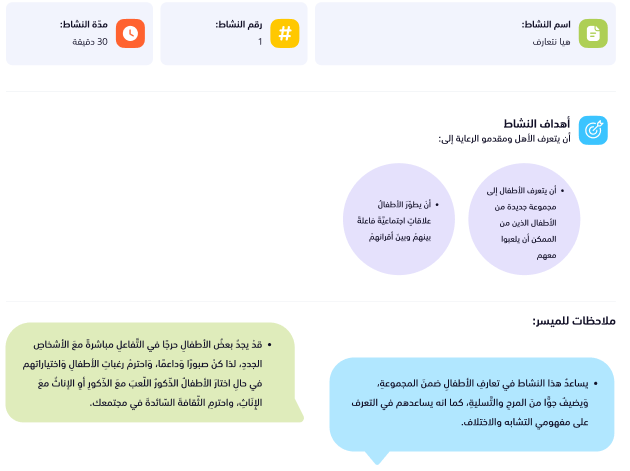 اسم النشاط:
هيا نتعارف
رقم النشاط:
1
مدّة النشاط:
30 دقيقة
أهداف النشاط
أن يتعرف الأهل ومقدمو الرعاية إلى:
• أن يتعرف الأطفال إلى
مجموعة جديدة من
الأطفال الذين من
الممكن أن يلعبوا
معهم
• أنْ يطوّرَ الأطفالُ
علاقاتٍ اجتماعيّةً فاعلةً
بينهمْ وبينَ أقرانهمْ
ملاحظات للميسر:
• يساعدُ هذا النشاط في تعارفِ الأطفالِ ضمنَ المجموعةِ،
وَيضيفُ جوًّا منَ المرحِ والتّسليةِ، كما انه يساعدهم في التعرف
على مفهومي التشابه والاختلاف.
• قدْ يجدُ بعضُ الأطفالِ حرجًا في التّفاعلِ مباشرةً معَ الأشخاصِ
الجددِ، لذا كنْ صبورًا وَداعمًا، وَاحترمْ رغباتِ الأطفالِ وَاختياراتهم
في حالِ اختارَ الأطفالُ الذّكورُ اللّعبَ معَ الذّكورِ أو الإناثُ معَ
الإناثِ، واحترمِ الثّقافةَ السّائدةَ في مجتمعك.